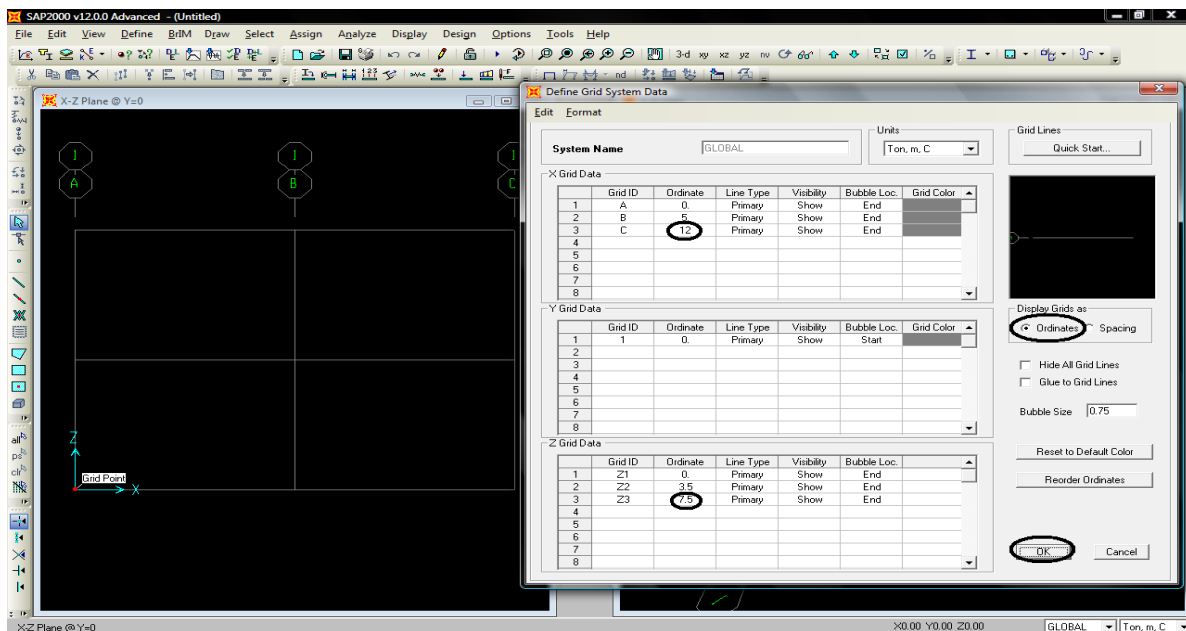 SAP2000 v12.0.0 Advanced - (Untitled)
File Edit View Define BrIM Draw Select Assign Analyze Display Design Options Tools Help
3-d xy xz yz nv
nd
X-Z Plane @ Y=0
1 1 1
A B C
Z
Grid Point
X
all
ps
clr
Define Grid System Data
Edit Format
System Name GLOBAL
Units
Ton, m, C
Grid Lines
Quick Start...
X Grid Data
Grid ID Ordinate Line Type Visibility Bubble Loc. Grid Color
1 A 0. Primary Show End
2 B 5. Primary Show End
3 C 12 Primary Show End
4
5
6
7
8
Y Grid Data
Grid ID Ordinate Line Type Visibility Bubble Loc. Grid Color
1 1 0. Primary Show Start
2
3
4
5
6
7
8
Display Grids as
Ordinates Spacing
Hide All Grid Lines
Glue to Grid Lines
Bubble Size 0.75
Z Grid Data
Grid ID Ordinate Line Type Visibility Bubble Loc.
1 Z1 0. Primary Show End
2 Z2 3.5 Primary Show End
3 Z3 7.5 Primary Show End
4
5
6
7
8
Reset to Default Color
Reorder Ordinates
OK Cancel
X-Z Plane @ Y=0 X0.00 Y0.00 Z0.00 GLOBAL Ton, m, C